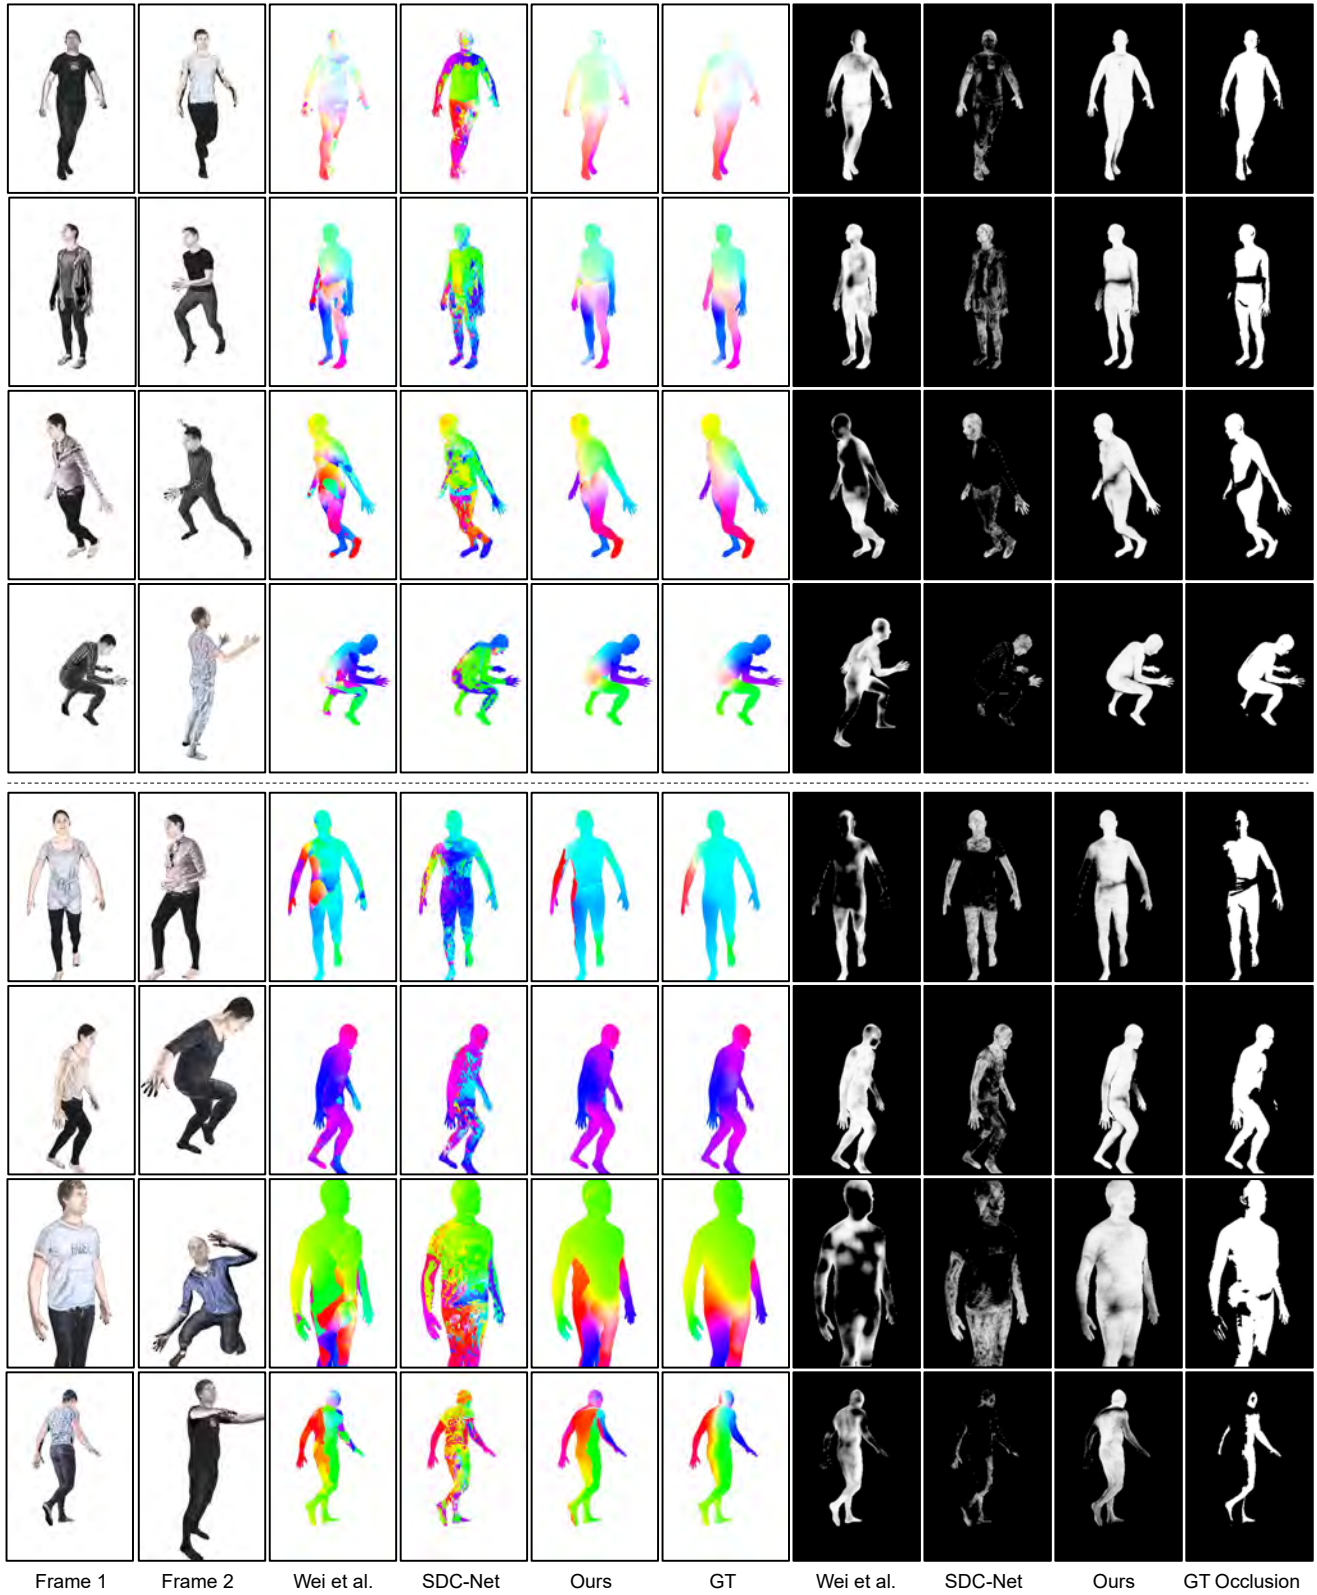 Frame 1 Frame 2 Wei et al. SDC-Net Ours GT Wei et al. SDC-Net Ours GT Occlusion